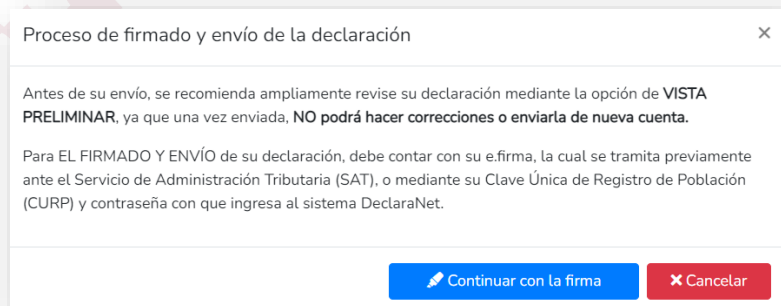 Proceso de firmado y envío de la declaración
×
Antes de su envío, se recomienda ampliamente revise su declaración mediante la opción de VISTA
PRELIMINAR, ya que una vez enviada, NO podrá hacer correcciones o enviarla de nueva cuenta.
Para EL FIRMADO Y ENVÍO de su declaración, debe contar con su e.firma, la cual se tramita previamente
ante el Servicio de Administración Tributaria (SAT), o mediante su Clave Única de Registro de Población
(CURP) y contraseña con que ingresa al sistema DeclaraNet.
Continuar con la firma
Cancelar